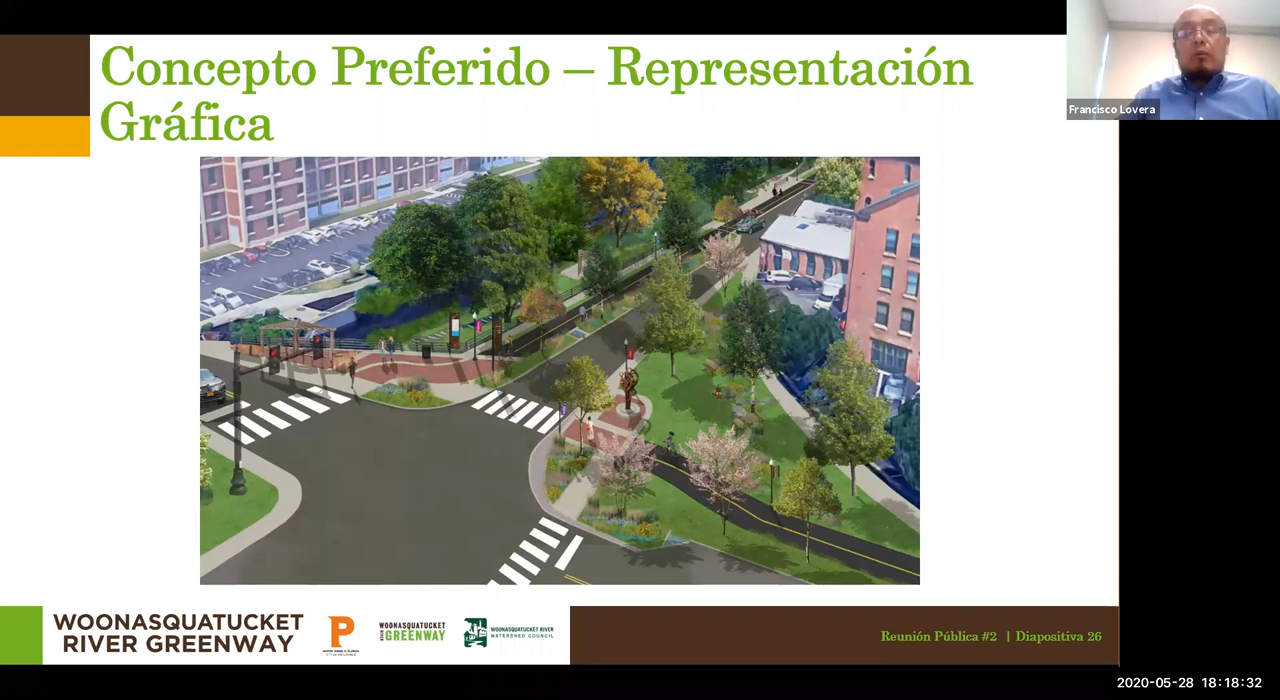 Concepto Preferido – Representación
Gráfica
Francisco Lovera
WOONASQUATUCKET
RIVER GREENWAY
P
WOONASQUATUCKET
RIVER GREENWAY
WOONASQUATUCKET RIVER
WATERSHED COUNCIL
Reunión Pública #2 | Diapositiva 26
2020-05-28 18:18:32